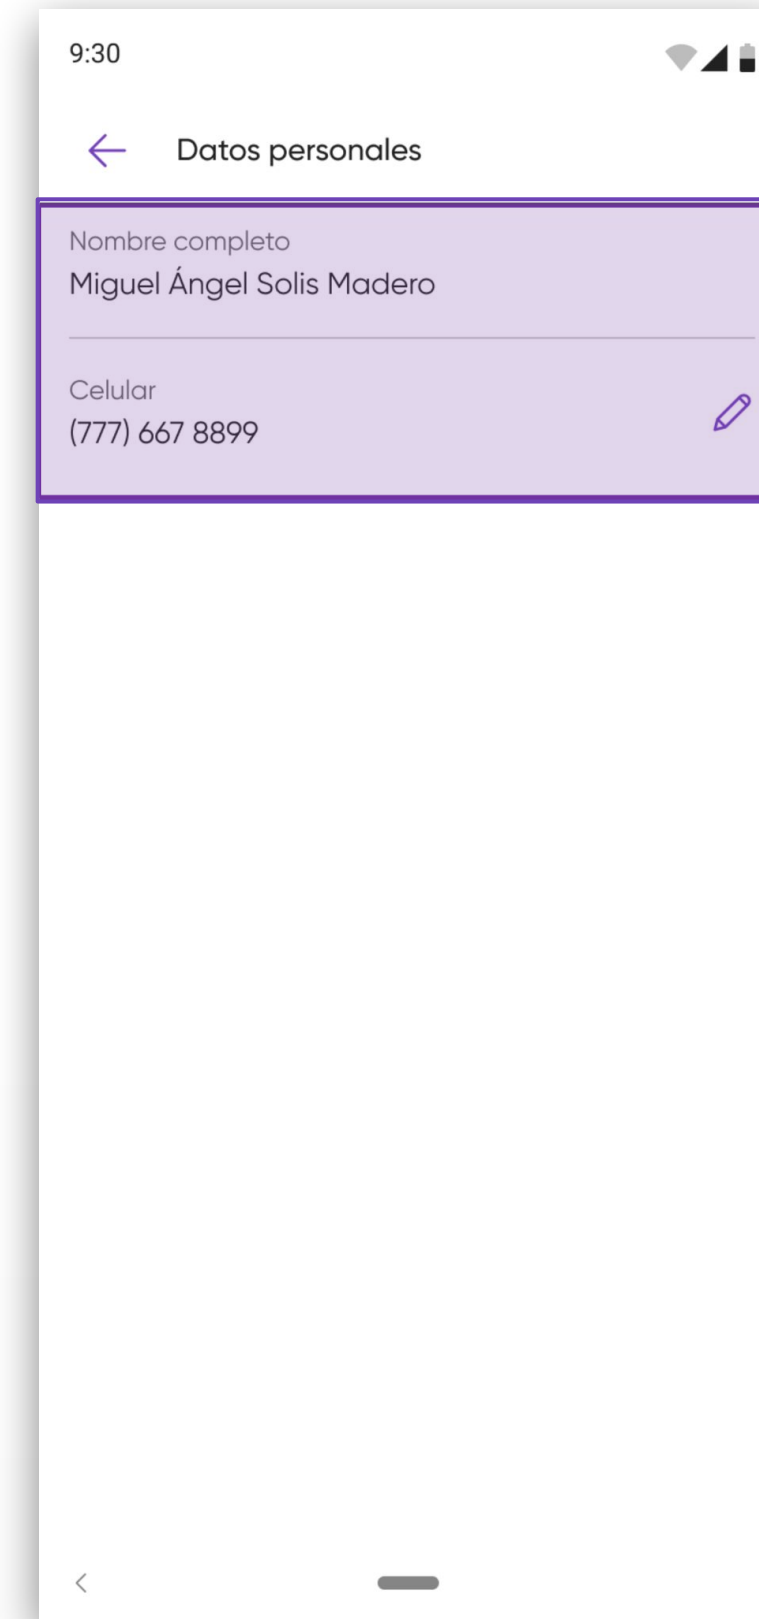 9:30
Datos personales
Nombre completo
Miguel Ángel Solis Madero
Celular
(777) 667 8899